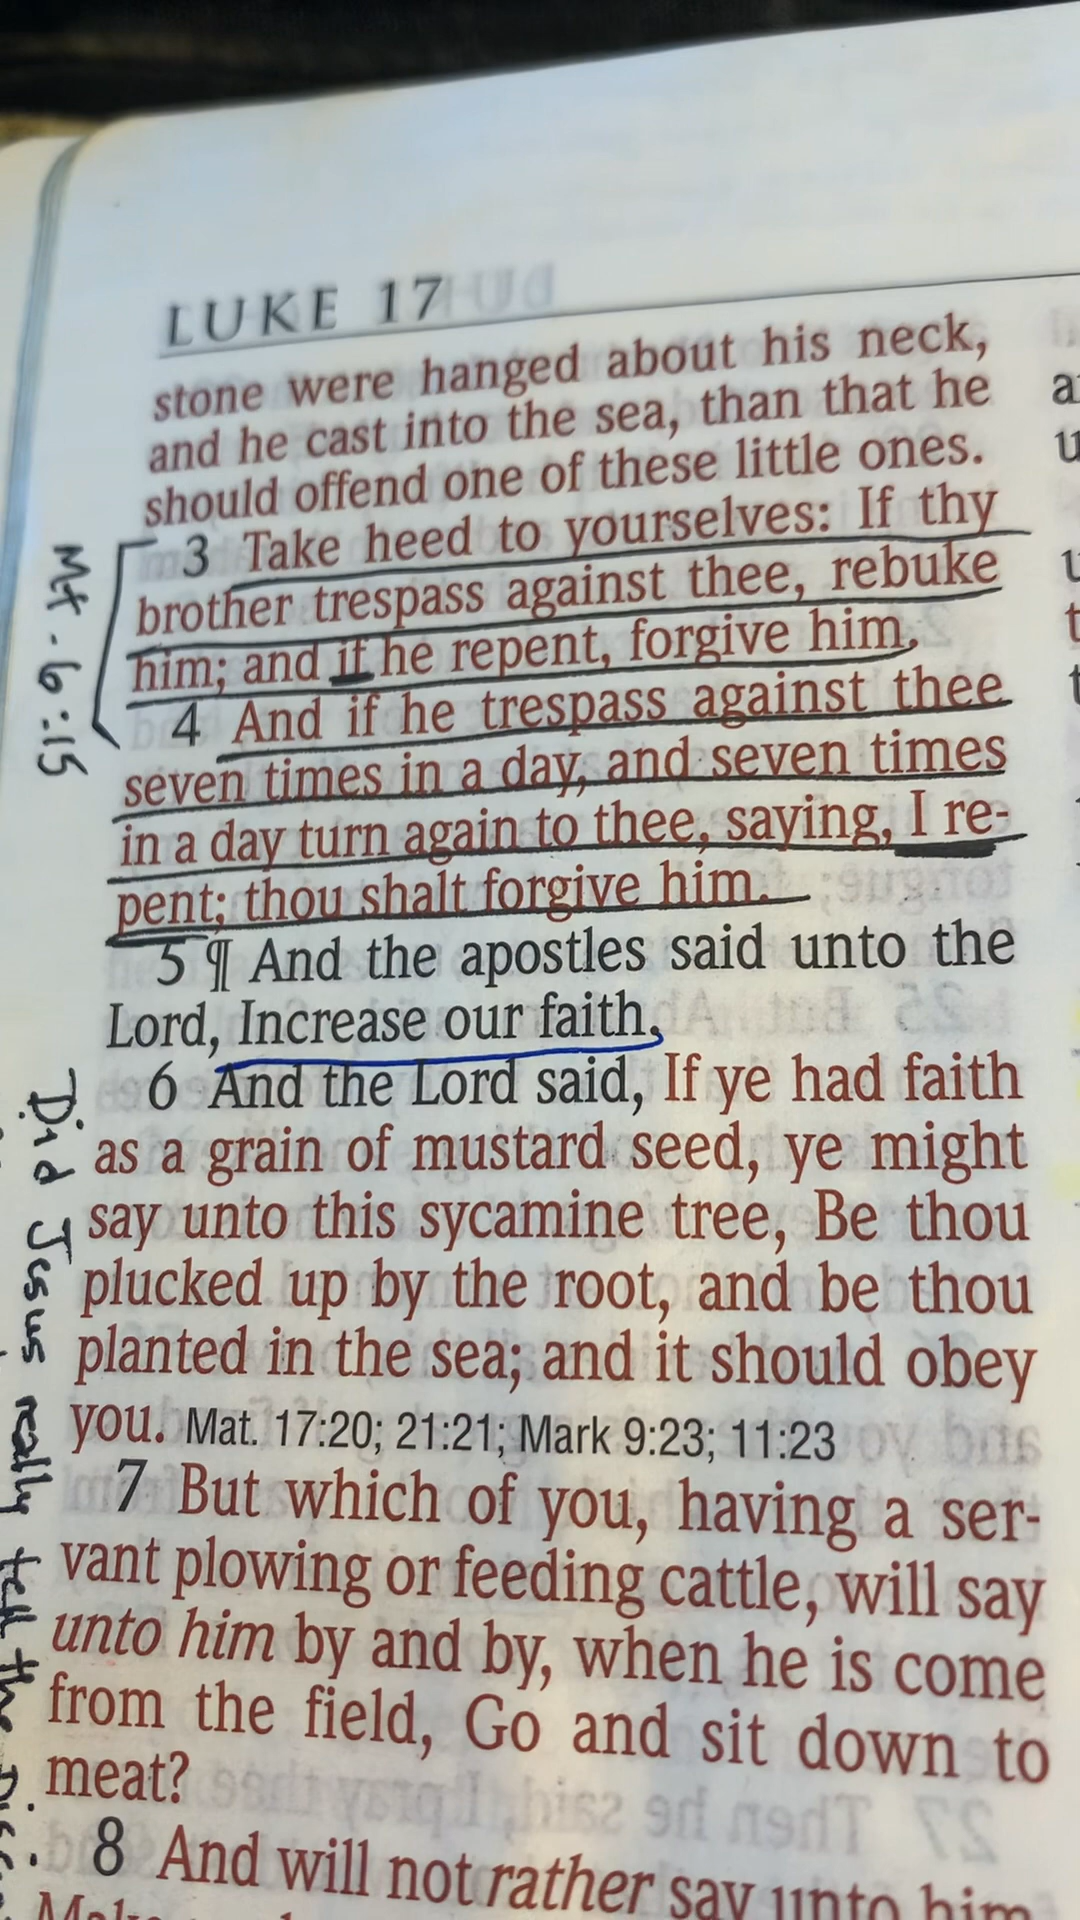 LUKE 17
stone were hanged about his neck,
and he cast into the sea, than that he
should offend one of these little ones.
3 Take heed to yourselves: If thy
brother trespass against thee, rebuke
him; and if he repent, forgive him.
4 And if he trespass against thee
seven times in a day, and seven times
in a day turn again to thee, saying, I re-
pent; thou shalt forgive him.
5 ¶ And the apostles said unto the
Lord, Increase our faith.
6 And the Lord said, If ye had faith
as a grain of mustard seed, ye might
say unto this sycamine tree, Be thou
plucked up by the root, and be thou
planted in the sea; and it should obey
you. Mat. 17:20; 21:21; Mark 9:23; 11:23
7 But which of you, having a ser-
vant plowing or feeding cattle, will say
unto him by and by, when he is come
from the field, Go and sit down to
meat?
8 And will not rather say unto him
Mt. 6:15
Did Jesus really tell the